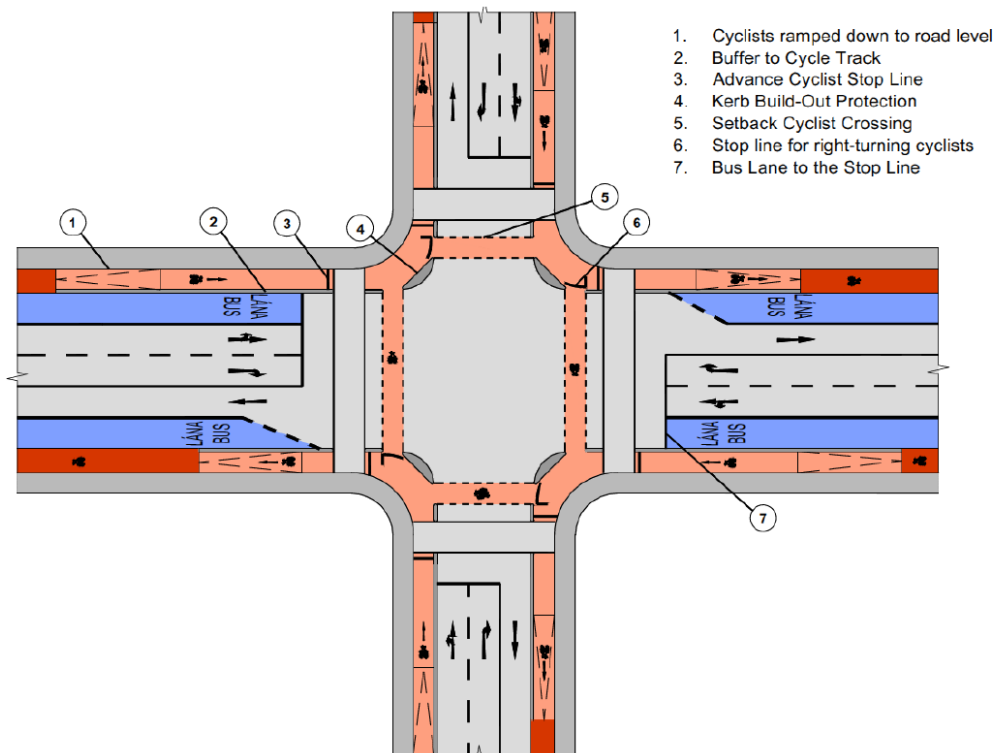 1. Cyclists ramped down to road level
2. Buffer to Cycle Track
3. Advance Cyclist Stop Line
4. Kerb Build-Out Protection
5. Setback Cyclist Crossing
6. Stop line for right-turning cyclists
7. Bus Lane to the Stop Line
5
1
2
3
4
6
LÁNA
BUS
LÁNA
BUS
LÁNA
BUS
LÁNA
BUS
7